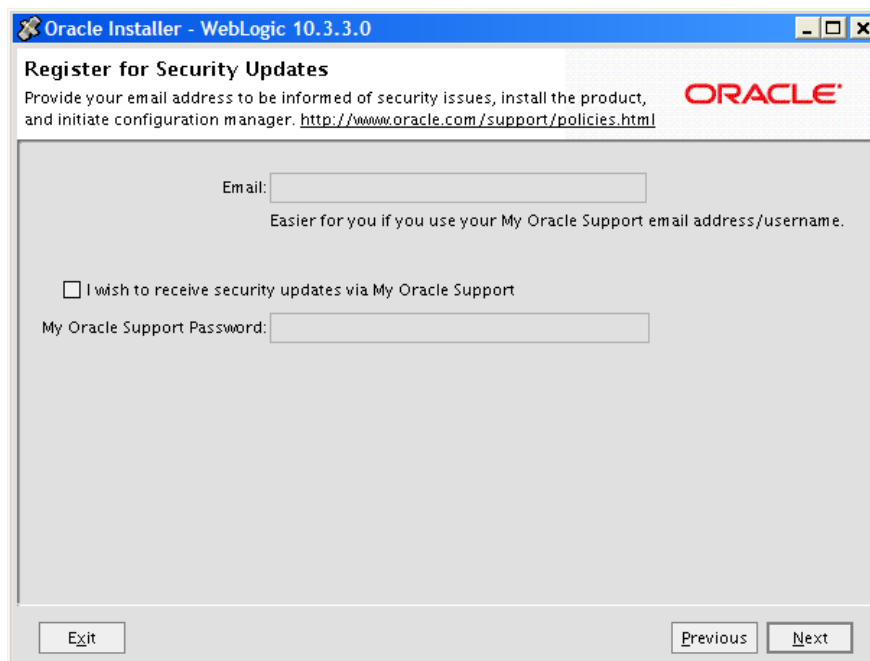 Oracle Installer - WebLogic 10.3.3.0
Register for Security Updates
Provide your email address to be informed of security issues, install the product,
and initiate configuration manager. http://www.oracle.com/support/policies.html
ORACLE
Email:
Easier for you if you use your My Oracle Support email address/username.
I wish to receive security updates via My Oracle Support
My Oracle Support Password:
Exit Previous Next